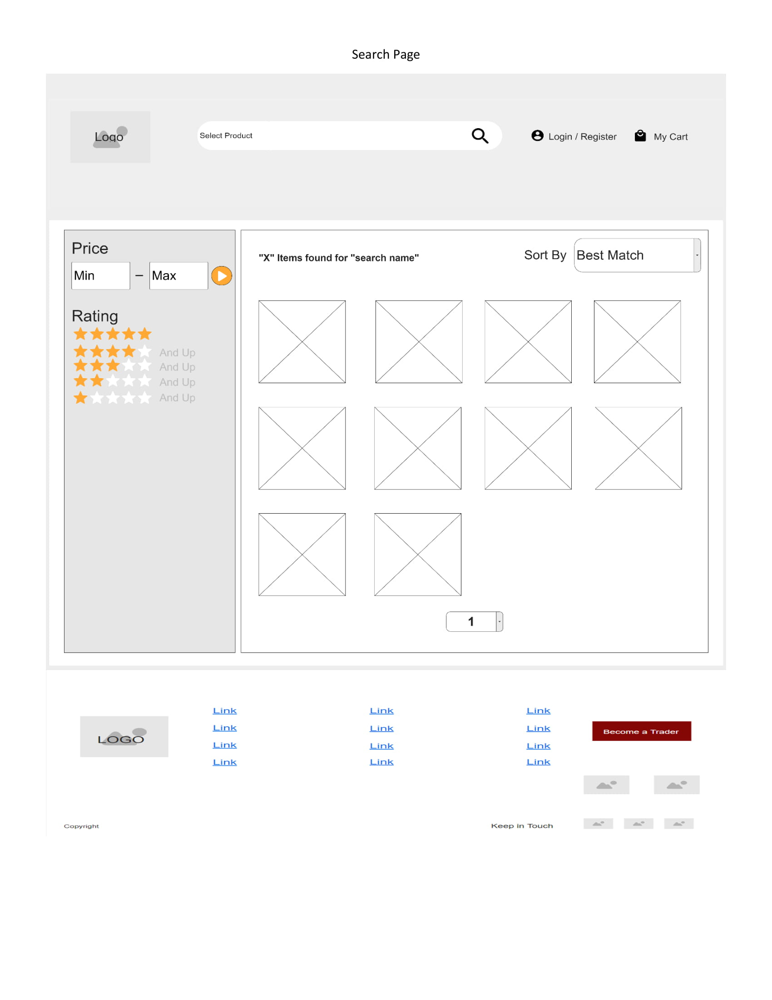 Search Page
Logo
Select Product
Login / Register
My Cart
Price
Min – Max
Rating
And Up
And Up
And Up
And Up
"X" Items found for "search name"
Sort By Best Match
1
LOGO
Link
Link
Link
Link
Link
Link
Link
Link
Link
Link
Link
Link
Become a Trader
Copyright
Keep in Touch